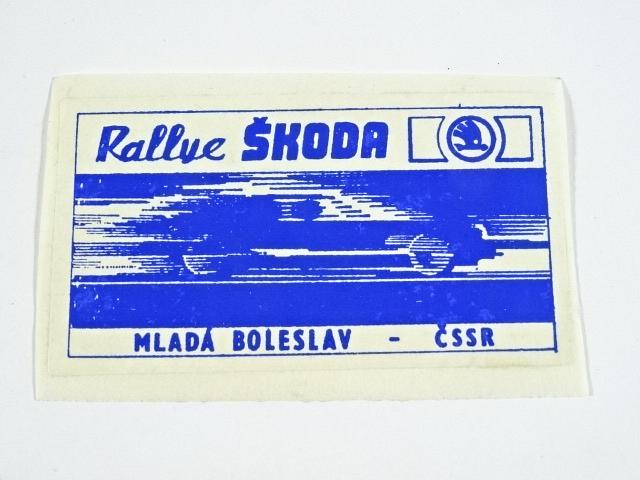 Rallye ŠKODA
MLADÁ BOLESLAV - ČSSR